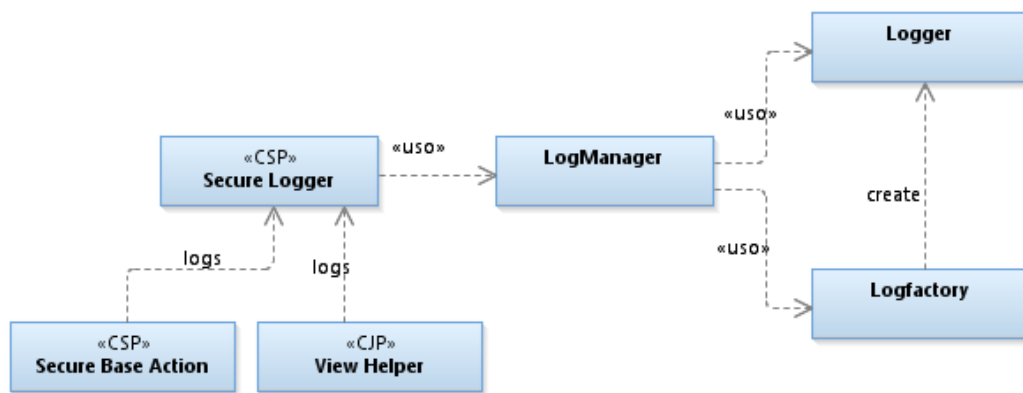 Logger
«uso»
«CSP»
Secure Logger
«uso»
LogManager
create
logs
logs
«uso»
Logfactory
«CSP»
Secure Base Action
«CJP»
View Helper